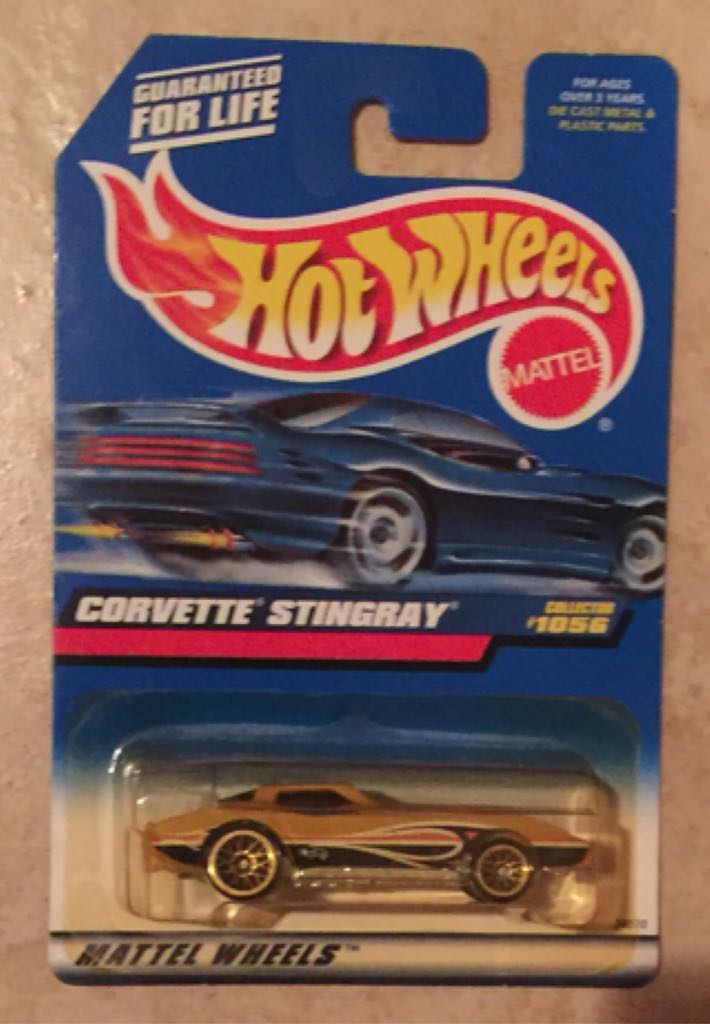 GUARANTEED
FOR LIFE
FOR AGES
OVER 3 YEARS.
DIE CAST METAL &
PLASTIC PARTS.
HOT WHEELS
MATTEL
®
CORVETTE® STINGRAY®
COLLECTOR
#1056
MATTEL WHEELS™